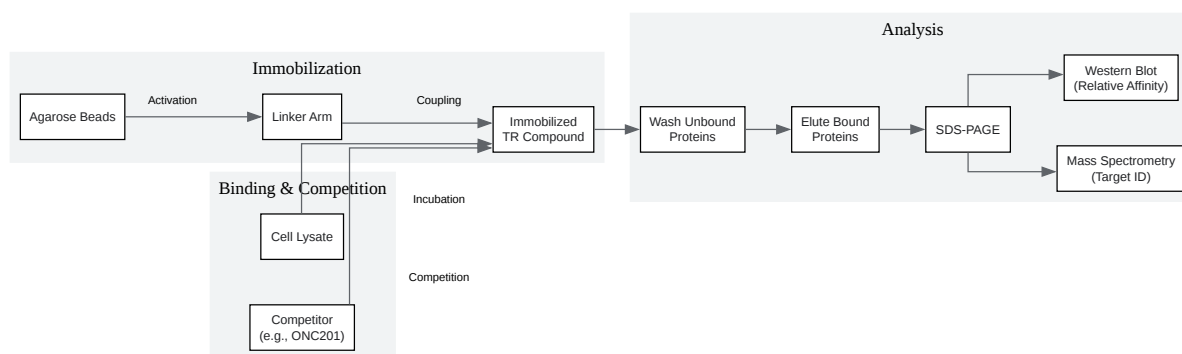 Analysis
Immobilization
Agarose Beads
Activation
Linker Arm
Coupling
Immobilized
TR Compound
Wash Unbound
Proteins
Elute Bound
Proteins
SDS-PAGE
Western Blot
(Relative Affinity)
Mass Spectrometry
(Target ID)
Binding & Competition
Incubation
Cell Lysate
Competition
Competitor
(e.g., ONC201)